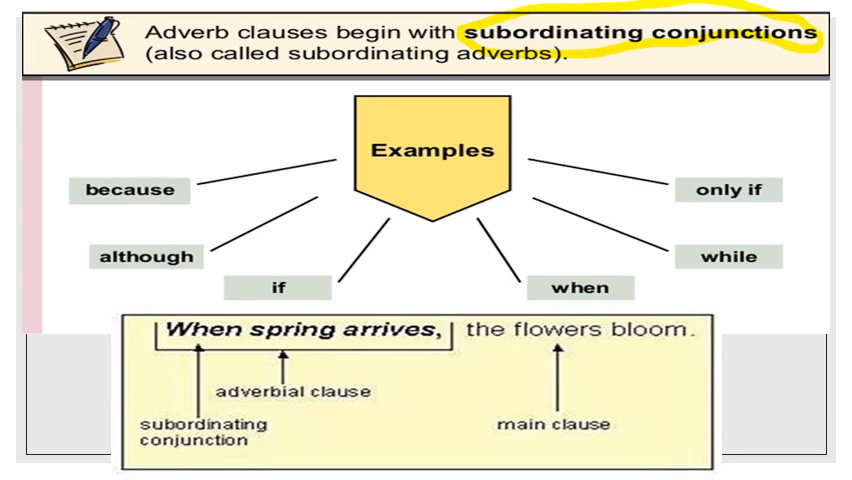 Adverb clauses begin with subordinating conjunctions
(also called subordinating adverbs).
Examples
because
only if
although
while
if
when
When spring arrives, the flowers bloom.
adverbial clause
subordinating
conjunction
main clause